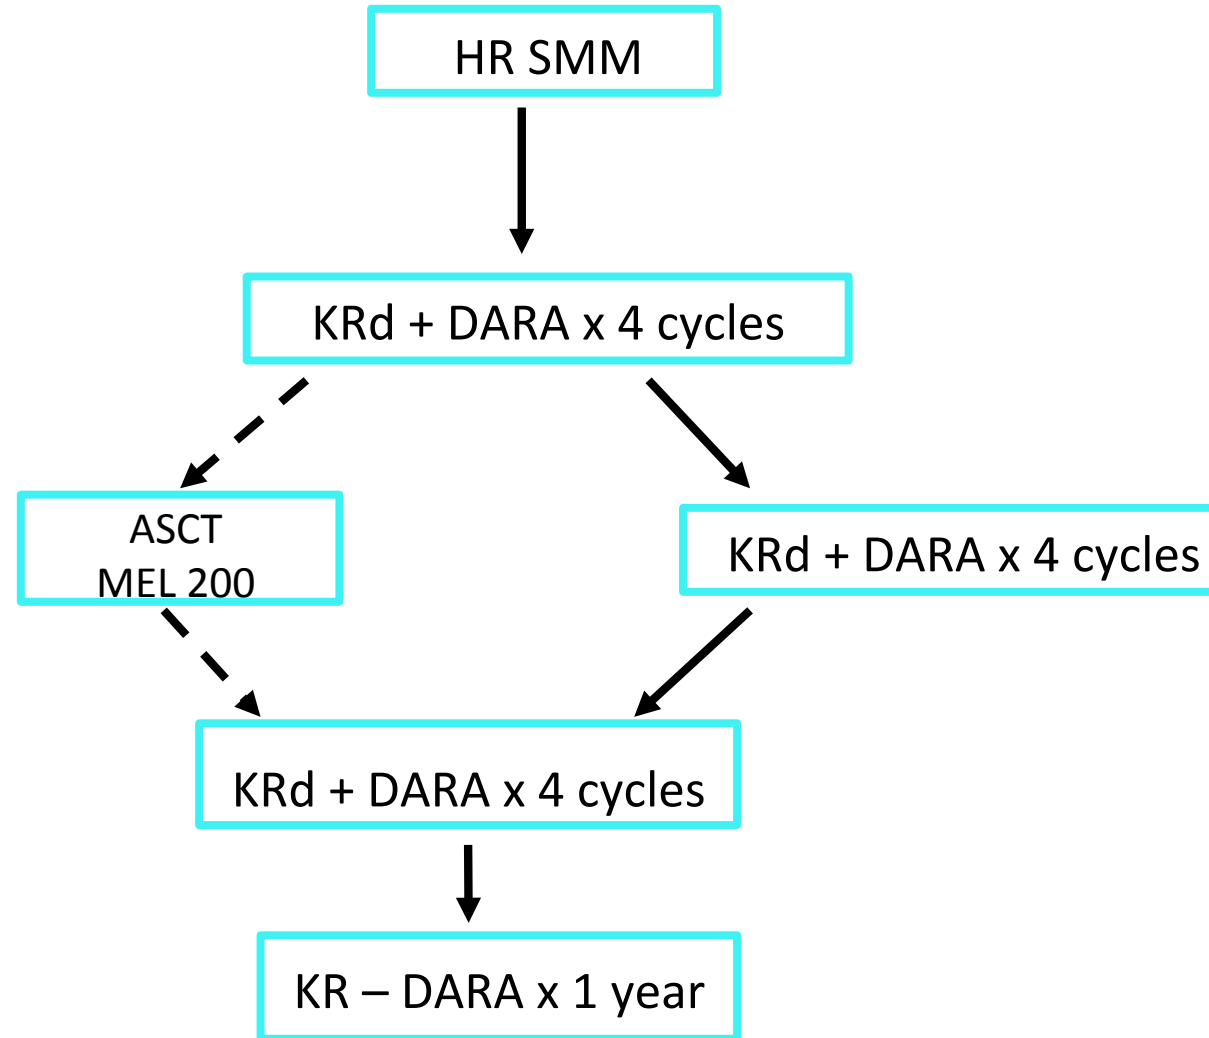 HR SMM
KRd + DARA x 4 cycles
ASCT
MEL 200
KRd + DARA x 4 cycles
KRd + DARA x 4 cycles
KR – DARA x 1 year